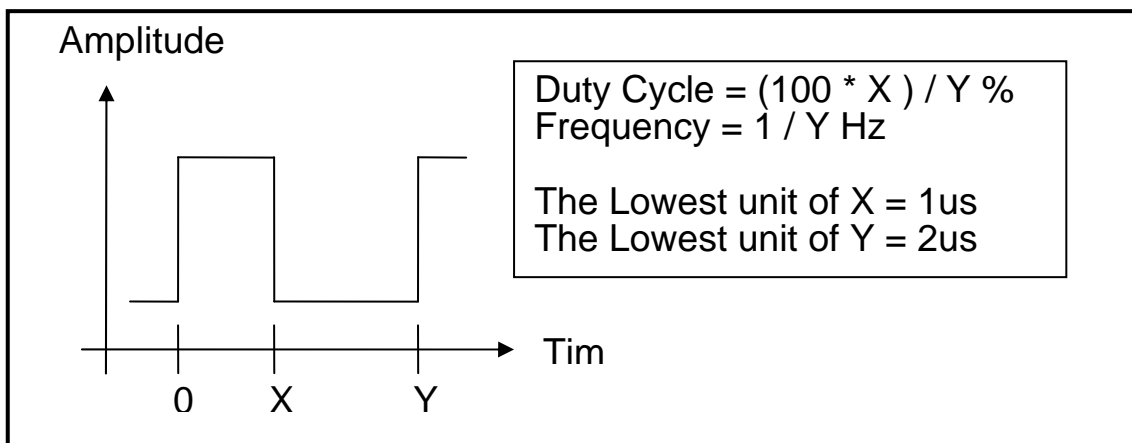 Amplitude
Duty Cycle = (100 * X ) / Y %
Frequency = 1 / Y Hz
The Lowest unit of X = 1us
The Lowest unit of Y = 2us
Tim
0 X Y